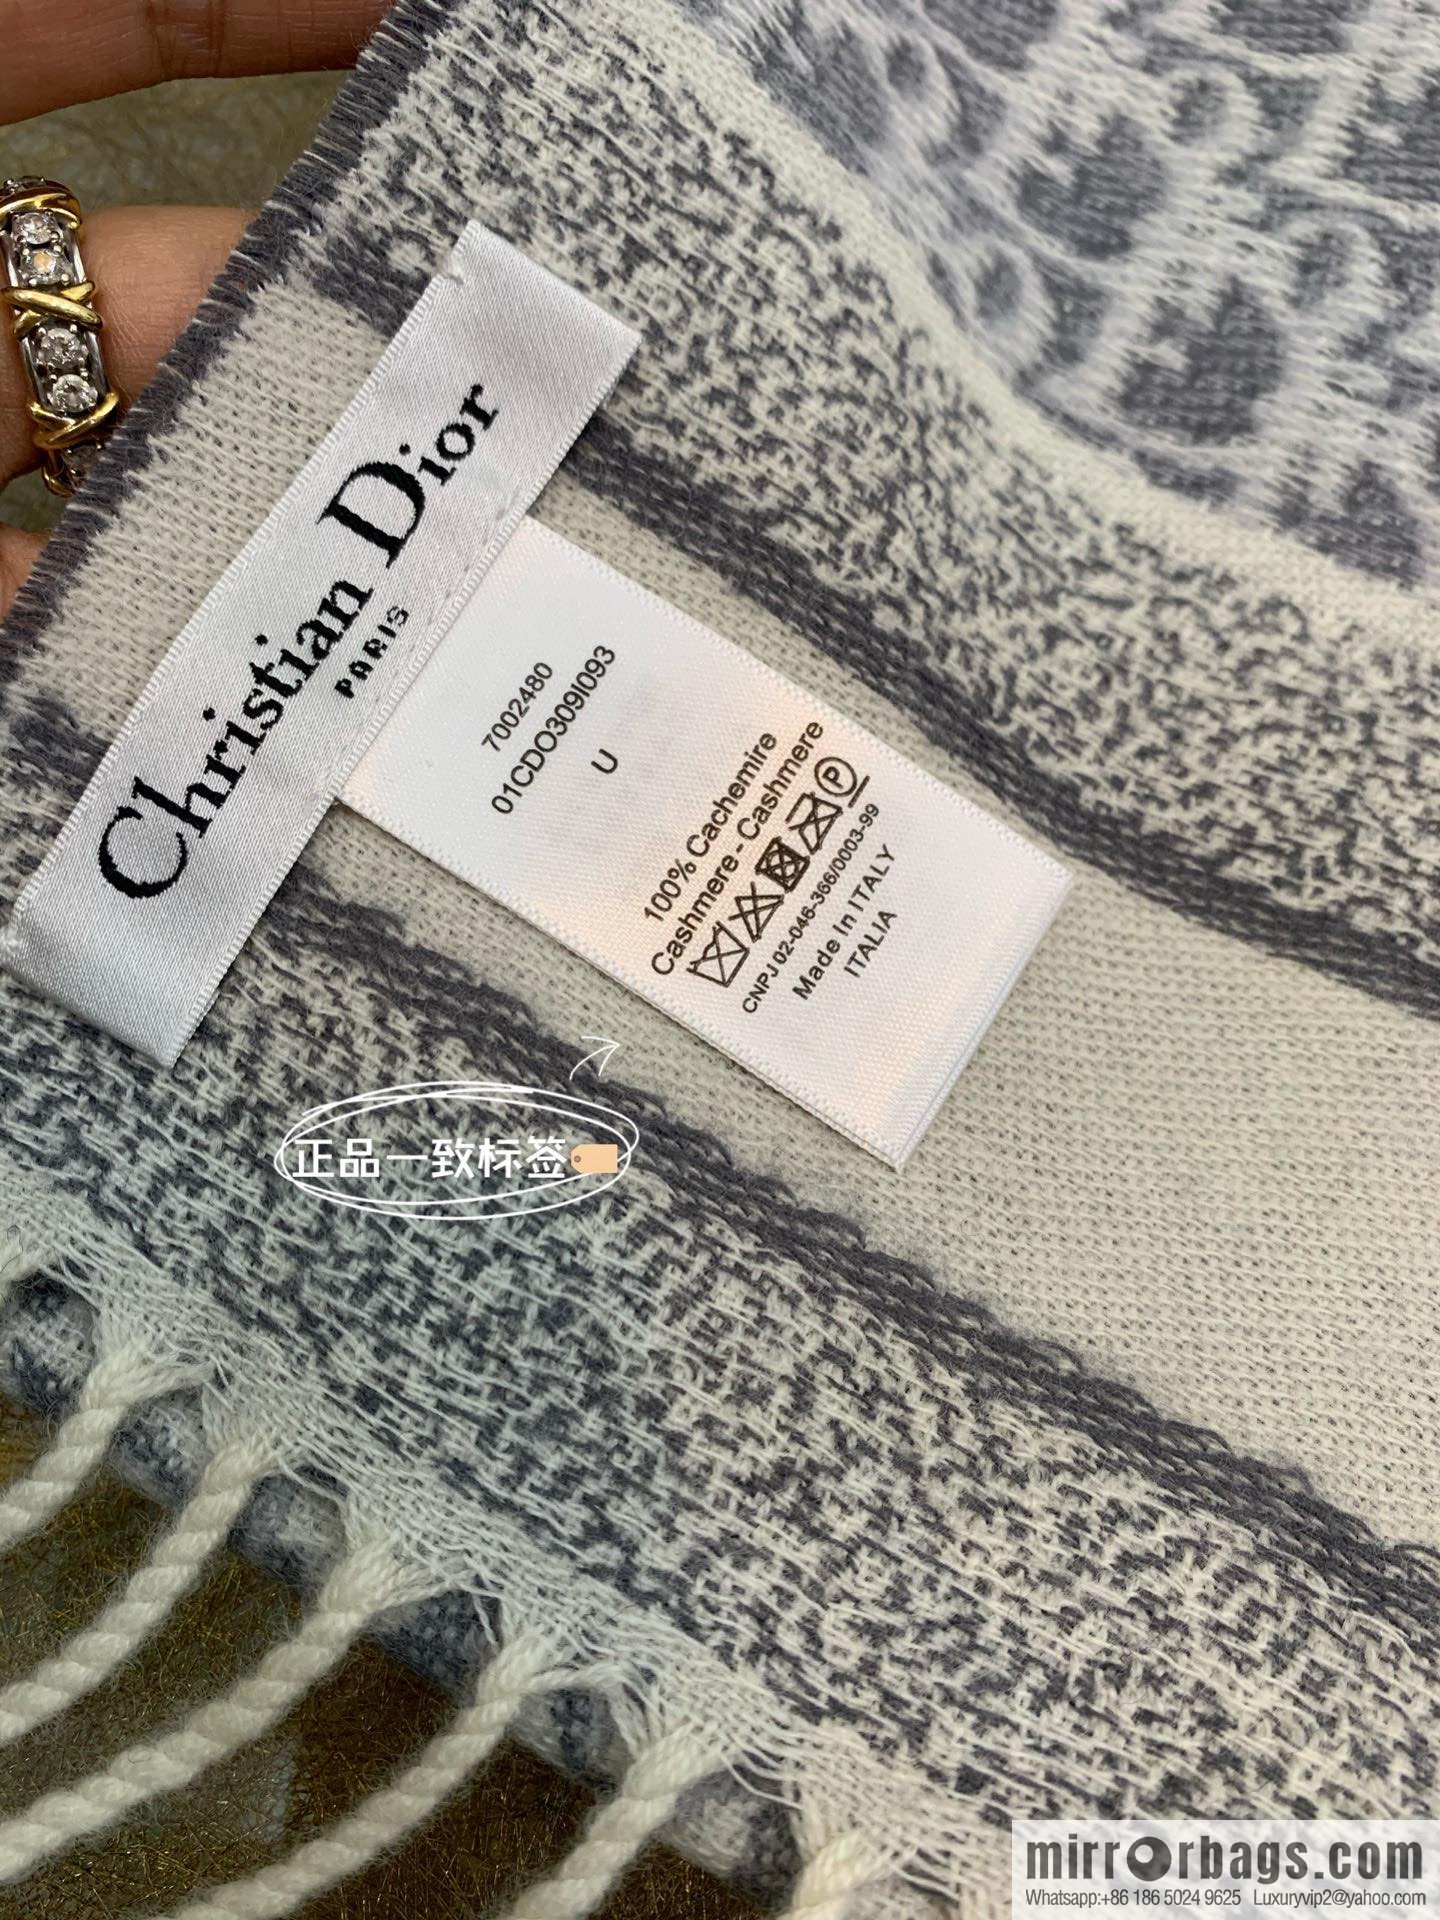 Christian Dior
PARIS
7002480
01CDO309I093
U
100% Cachemire
Cashmere - Cashmere
P
CNPJ 02-046-366/0003-99
Made In ITALY
ITALIA
正品一致标签
mirrorbags.com
Whatsapp:+86 186 5024 9625 Luxuryvip2@yahoo.com